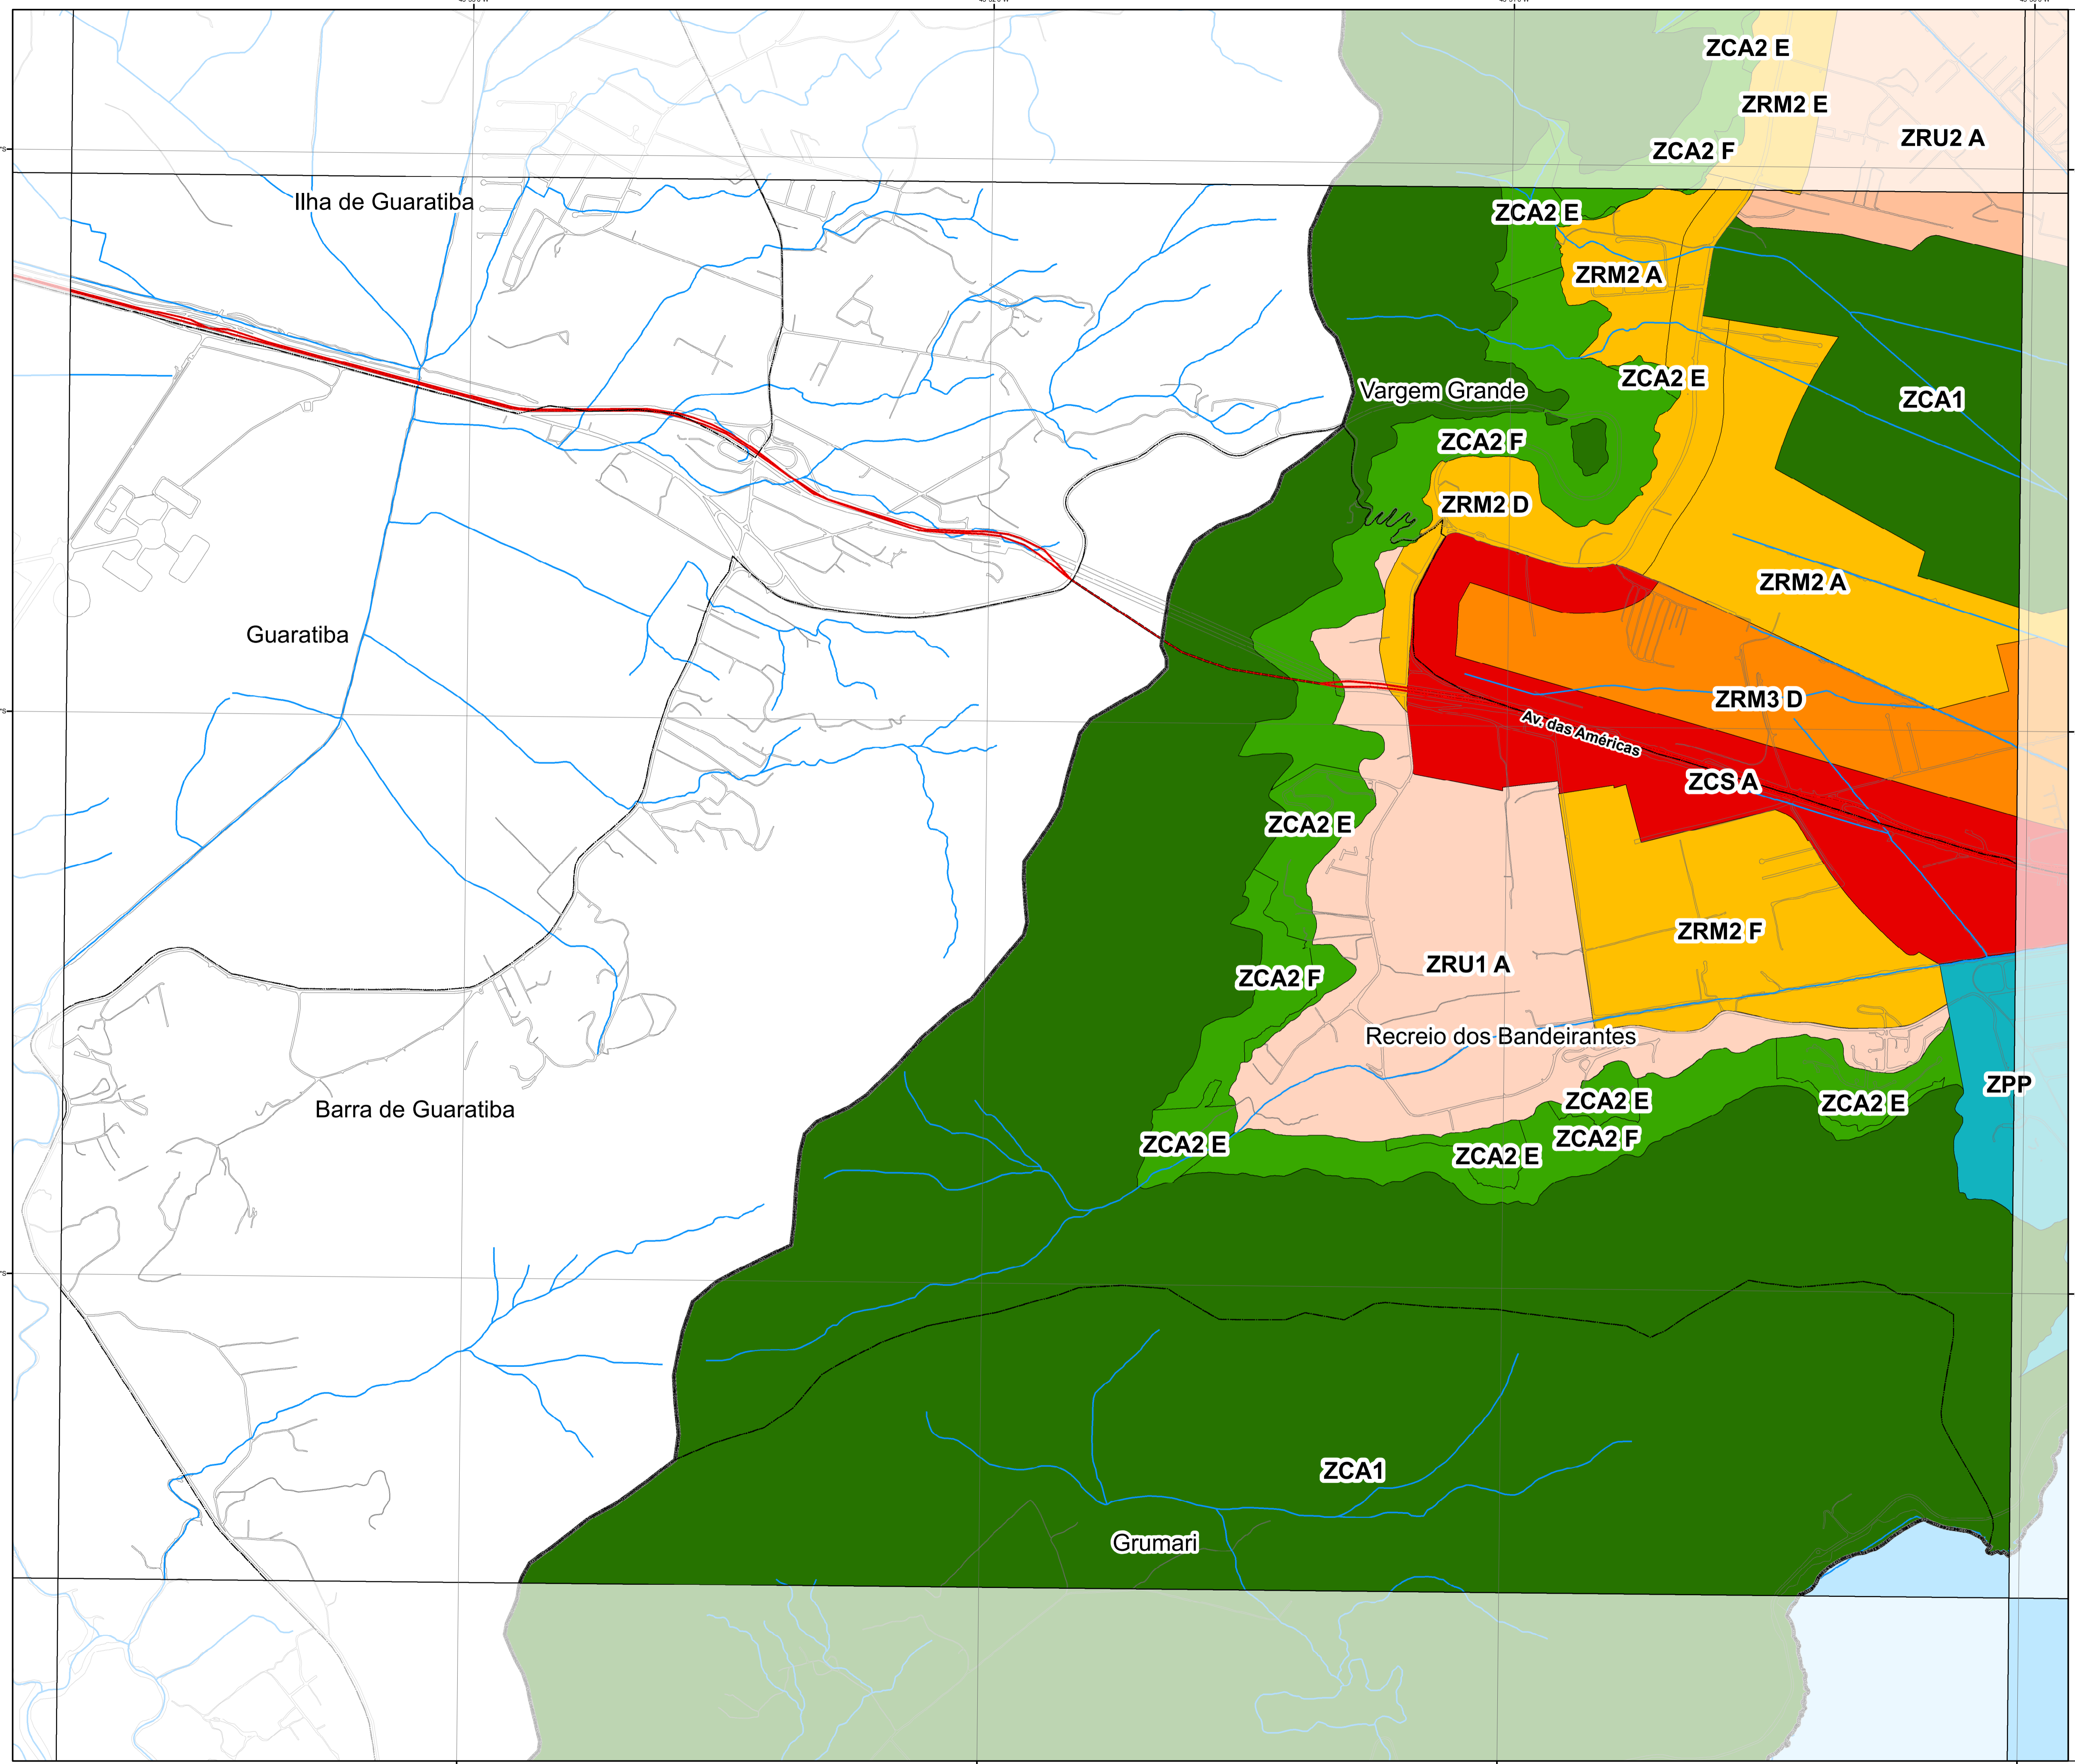 ZCA2 E
ZRM2 E
ZRU2 A
ZCA2 F
Ilha de Guaratiba
ZCA2 E
ZRM2 A
ZCA2 E
Vargem Grande
ZCA1
ZCA2 F
ZRM2 D
ZRM2 A
Guaratiba
ZRM3 D
Av. das Américas
ZCS A
ZCA2 E
ZRM2 F
ZRU1 A
ZCA2 F
Recreio dos Bandeirantes
ZPP
ZCA2 E
ZCA2 E
Barra de Guaratiba
ZCA2 F
ZCA2 E
ZCA2 E
ZCA1
Grumari